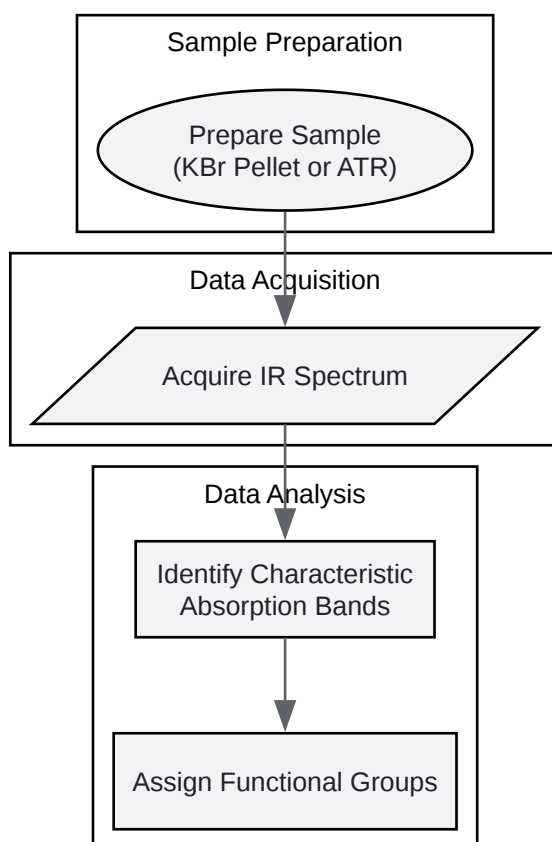 Sample Preparation
Prepare Sample
(KBr Pellet or ATR)
Data Acquisition
Acquire IR Spectrum
Data Analysis
Identify Characteristic
Absorption Bands
Assign Functional Groups